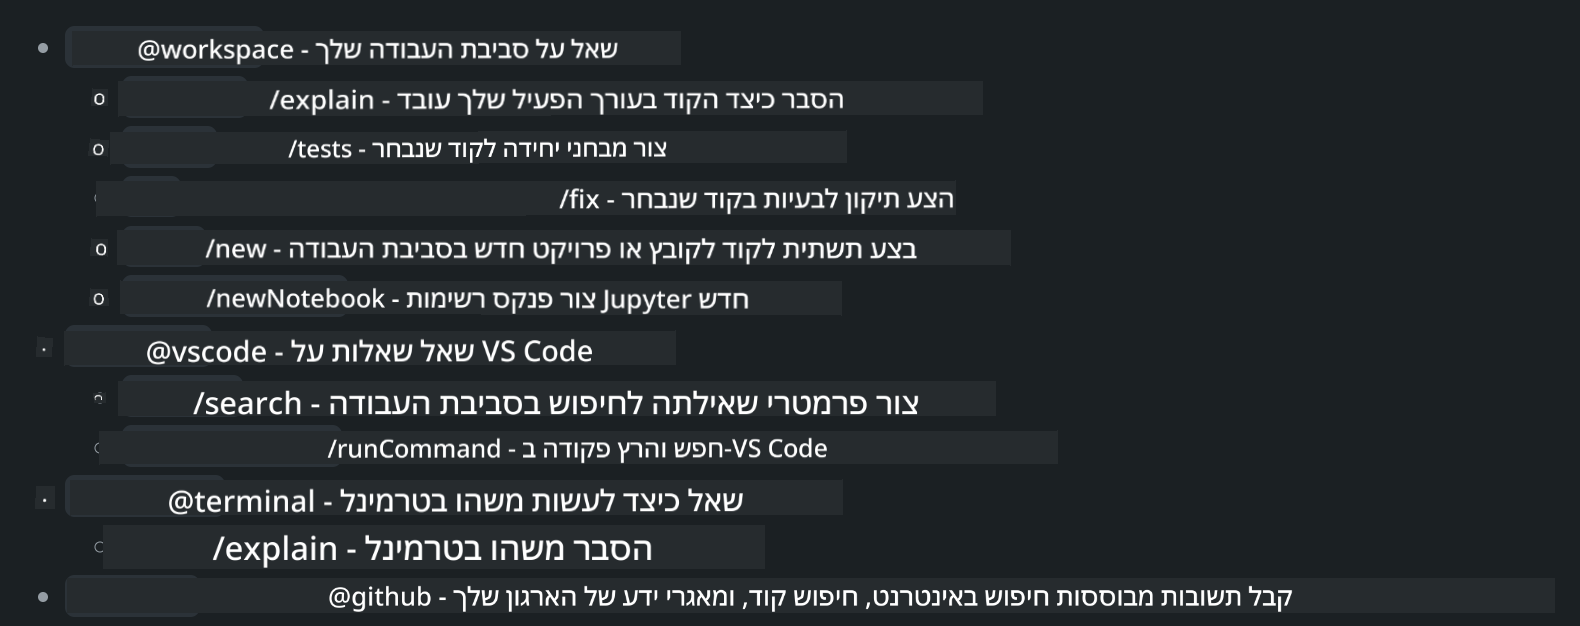 @workspace - שאל על סביבת העבודה שלך
/explain - הסבר כיצד הקוד בעורך הפעיל שלך עובד
/tests - צור מבחני יחידה לקוד שנבחר
/fix - הצע תיקון לבעיות בקוד שנבחר
/new - בצע תשתית לקוד לקובץ או פרויקט חדש בסביבת העבודה
/newNotebook - צור פנקס רשימות Jupyter חדש
@vscode - שאל שאלות על VS Code
/search - צור פרמטרי שאילתה לחיפוש בסביבת העבודה
/runCommand - חפש והרץ פקודה ב-VS Code
@terminal - שאל כיצד לעשות משהו בטרמינל
/explain - הסבר משהו בטרמינל
@github - קבל תשובות מבוססות חיפוש באינטרנט, חיפוש קוד, ומאגרי ידע של הארגון שלך